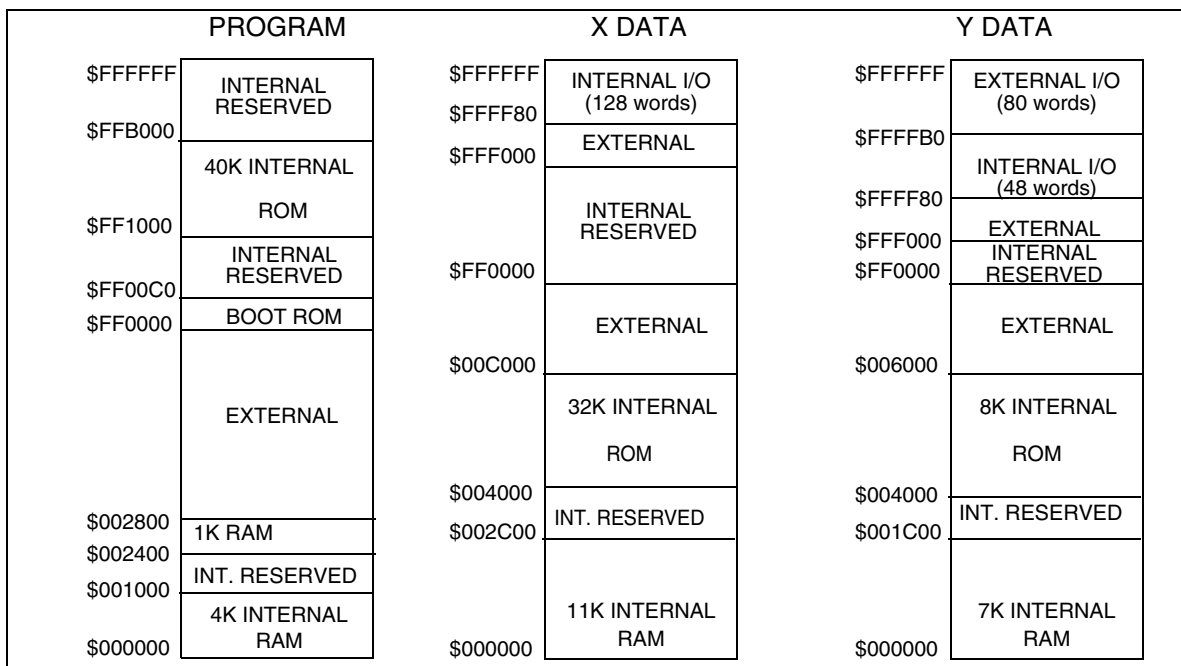 PROGRAM
$FFFFFF
INTERNAL
RESERVED
$FFB000
40K INTERNAL
ROM
$FF1000
INTERNAL
RESERVED
$FF00C0
BOOT ROM
$FF0000
EXTERNAL
$002800
1K RAM
$002400
INT. RESERVED
$001000
4K INTERNAL
RAM
$000000
X DATA
$FFFFFF
INTERNAL I/O
(128 words)
$FFFF80
EXTERNAL
$FFF000
INTERNAL
RESERVED
$FF0000
EXTERNAL
$00C000
32K INTERNAL
ROM
$004000
INT. RESERVED
$002C00
11K INTERNAL
RAM
$000000
Y DATA
$FFFFFF
EXTERNAL I/O
(80 words)
$FFFFB0
INTERNAL I/O
(48 words)
$FFFF80
EXTERNAL
$FFF000
INTERNAL
RESERVED
$FF0000
EXTERNAL
$006000
8K INTERNAL
ROM
$004000
INT. RESERVED
$001C00
7K INTERNAL
RAM
$000000